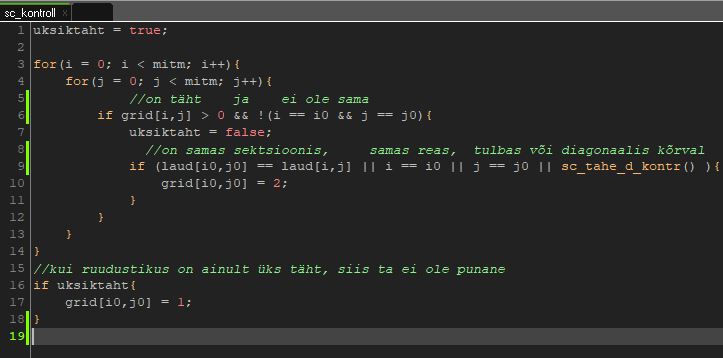 sc_kontroll ×
1 uksiktaht = true;
2
3 for(i = 0; i < mitm; i++){
4     for(j = 0; j < mitm; j++){
5             //on täht    ja    ei ole sama
6         if grid[i,j] > 0 && !(i == i0 && j == j0){
7             uksiktaht = false;
8               //on samas sektsioonis,     samas reas,  tulbas või diagonaalis kõrval
9             if (laud[i0,j0] == laud[i,j] || i == i0 || j == j0 || sc_tahe_d_kontr() ){
10                 grid[i0,j0] = 2;
11             }
12         }
13     }
14 }
15 //kui ruudustikus on ainult üks täht, siis ta ei ole punane
16 if uksiktaht{
17     grid[i0,j0] = 1;
18 }
19